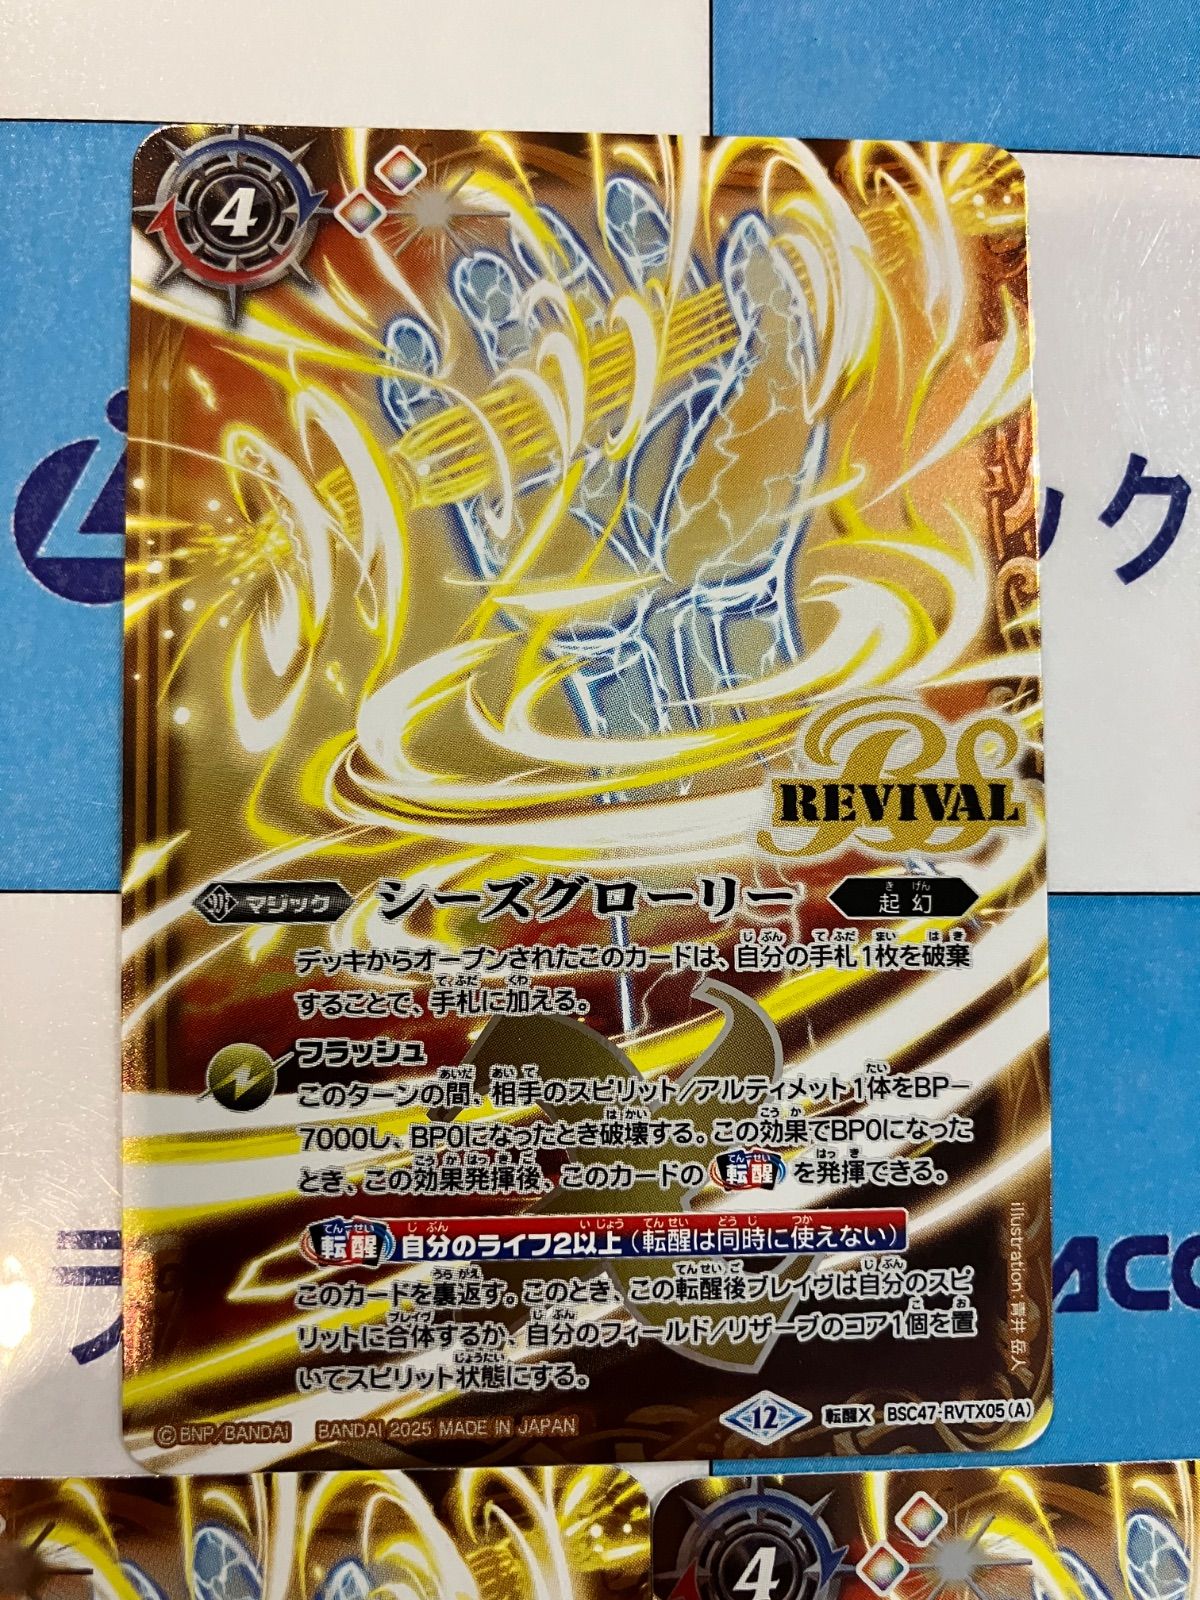 4
REVIVAL
マジック シーズグローリー 起幻
デッキからオープンされたこのカードは、自分の手札1枚を破棄
することで、手札に加える。
フラッシュ
このターンの間、相手のスピリット/アルティメット1体をBP－
7000し、BP0になったとき破壊する。この効果でBP0になった
とき、この効果発揮後、このカードの 転醒 を発揮できる。
転醒 自分のライフ2以上（転醒は同時に使えない）
このカードを裏返す。このとき、この転醒後ブレイヴは自分のスピ
リットに合体するか、自分のフィールド/リザーブのコア1個を置
いてスピリット状態にする。
Illustration 青井 岳人
©BNP/BANDAI BANDAI 2025 MADE IN JAPAN 12 転醒X BSC47-RVTX05(A)
ック
ラ
ACC
4